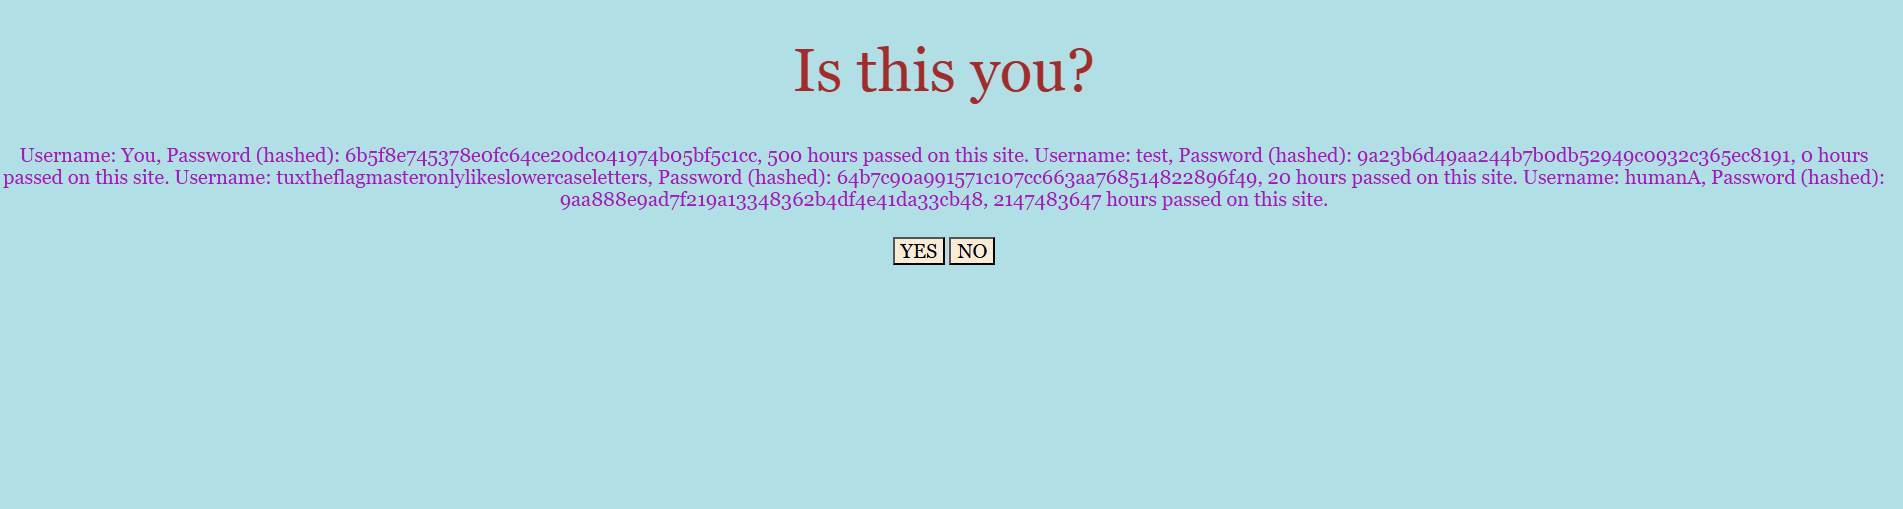 Is this you?
Username: You, Password (hashed): 6b5f8e745378e0fc64ce20dc041974b05bf5c1cc, 500 hours passed on this site. Username: test, Password (hashed): 9a23b6d49aa244b7b0db52949c0932c365ec8191, 0 hours
passed on this site. Username: tuxtheflagmasteronlylikeslowercaseletters, Password (hashed): 64b7c90a991571c107cc663aa768514822896f49, 20 hours passed on this site. Username: humanA, Password (hashed):
9aa888e9ad7f219a13348362b4df4e41da33cb48, 2147483647 hours passed on this site.
YES NO